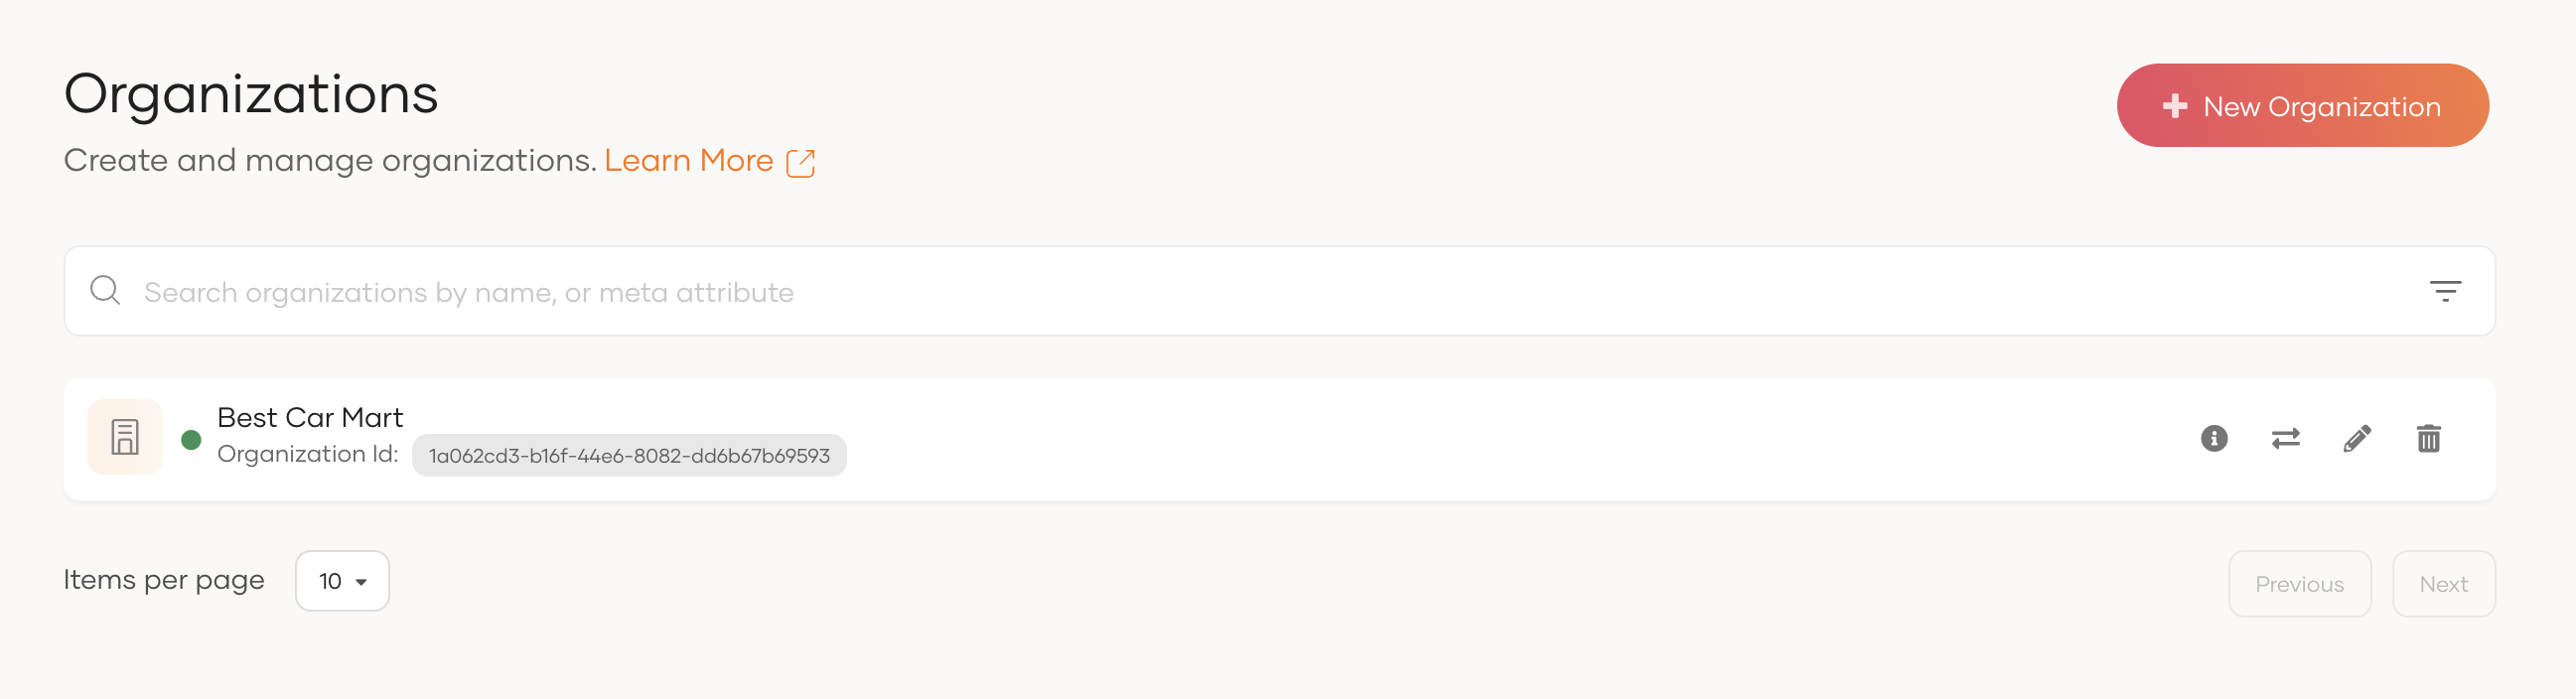 Organizations
New Organization
Create and manage organizations. Learn More
Search organizations by name, or meta attribute
Best Car Mart
Organization Id: 1a062cd3-b16f-44e6-8082-dd6b67b69593
Items per page 10
Previous Next